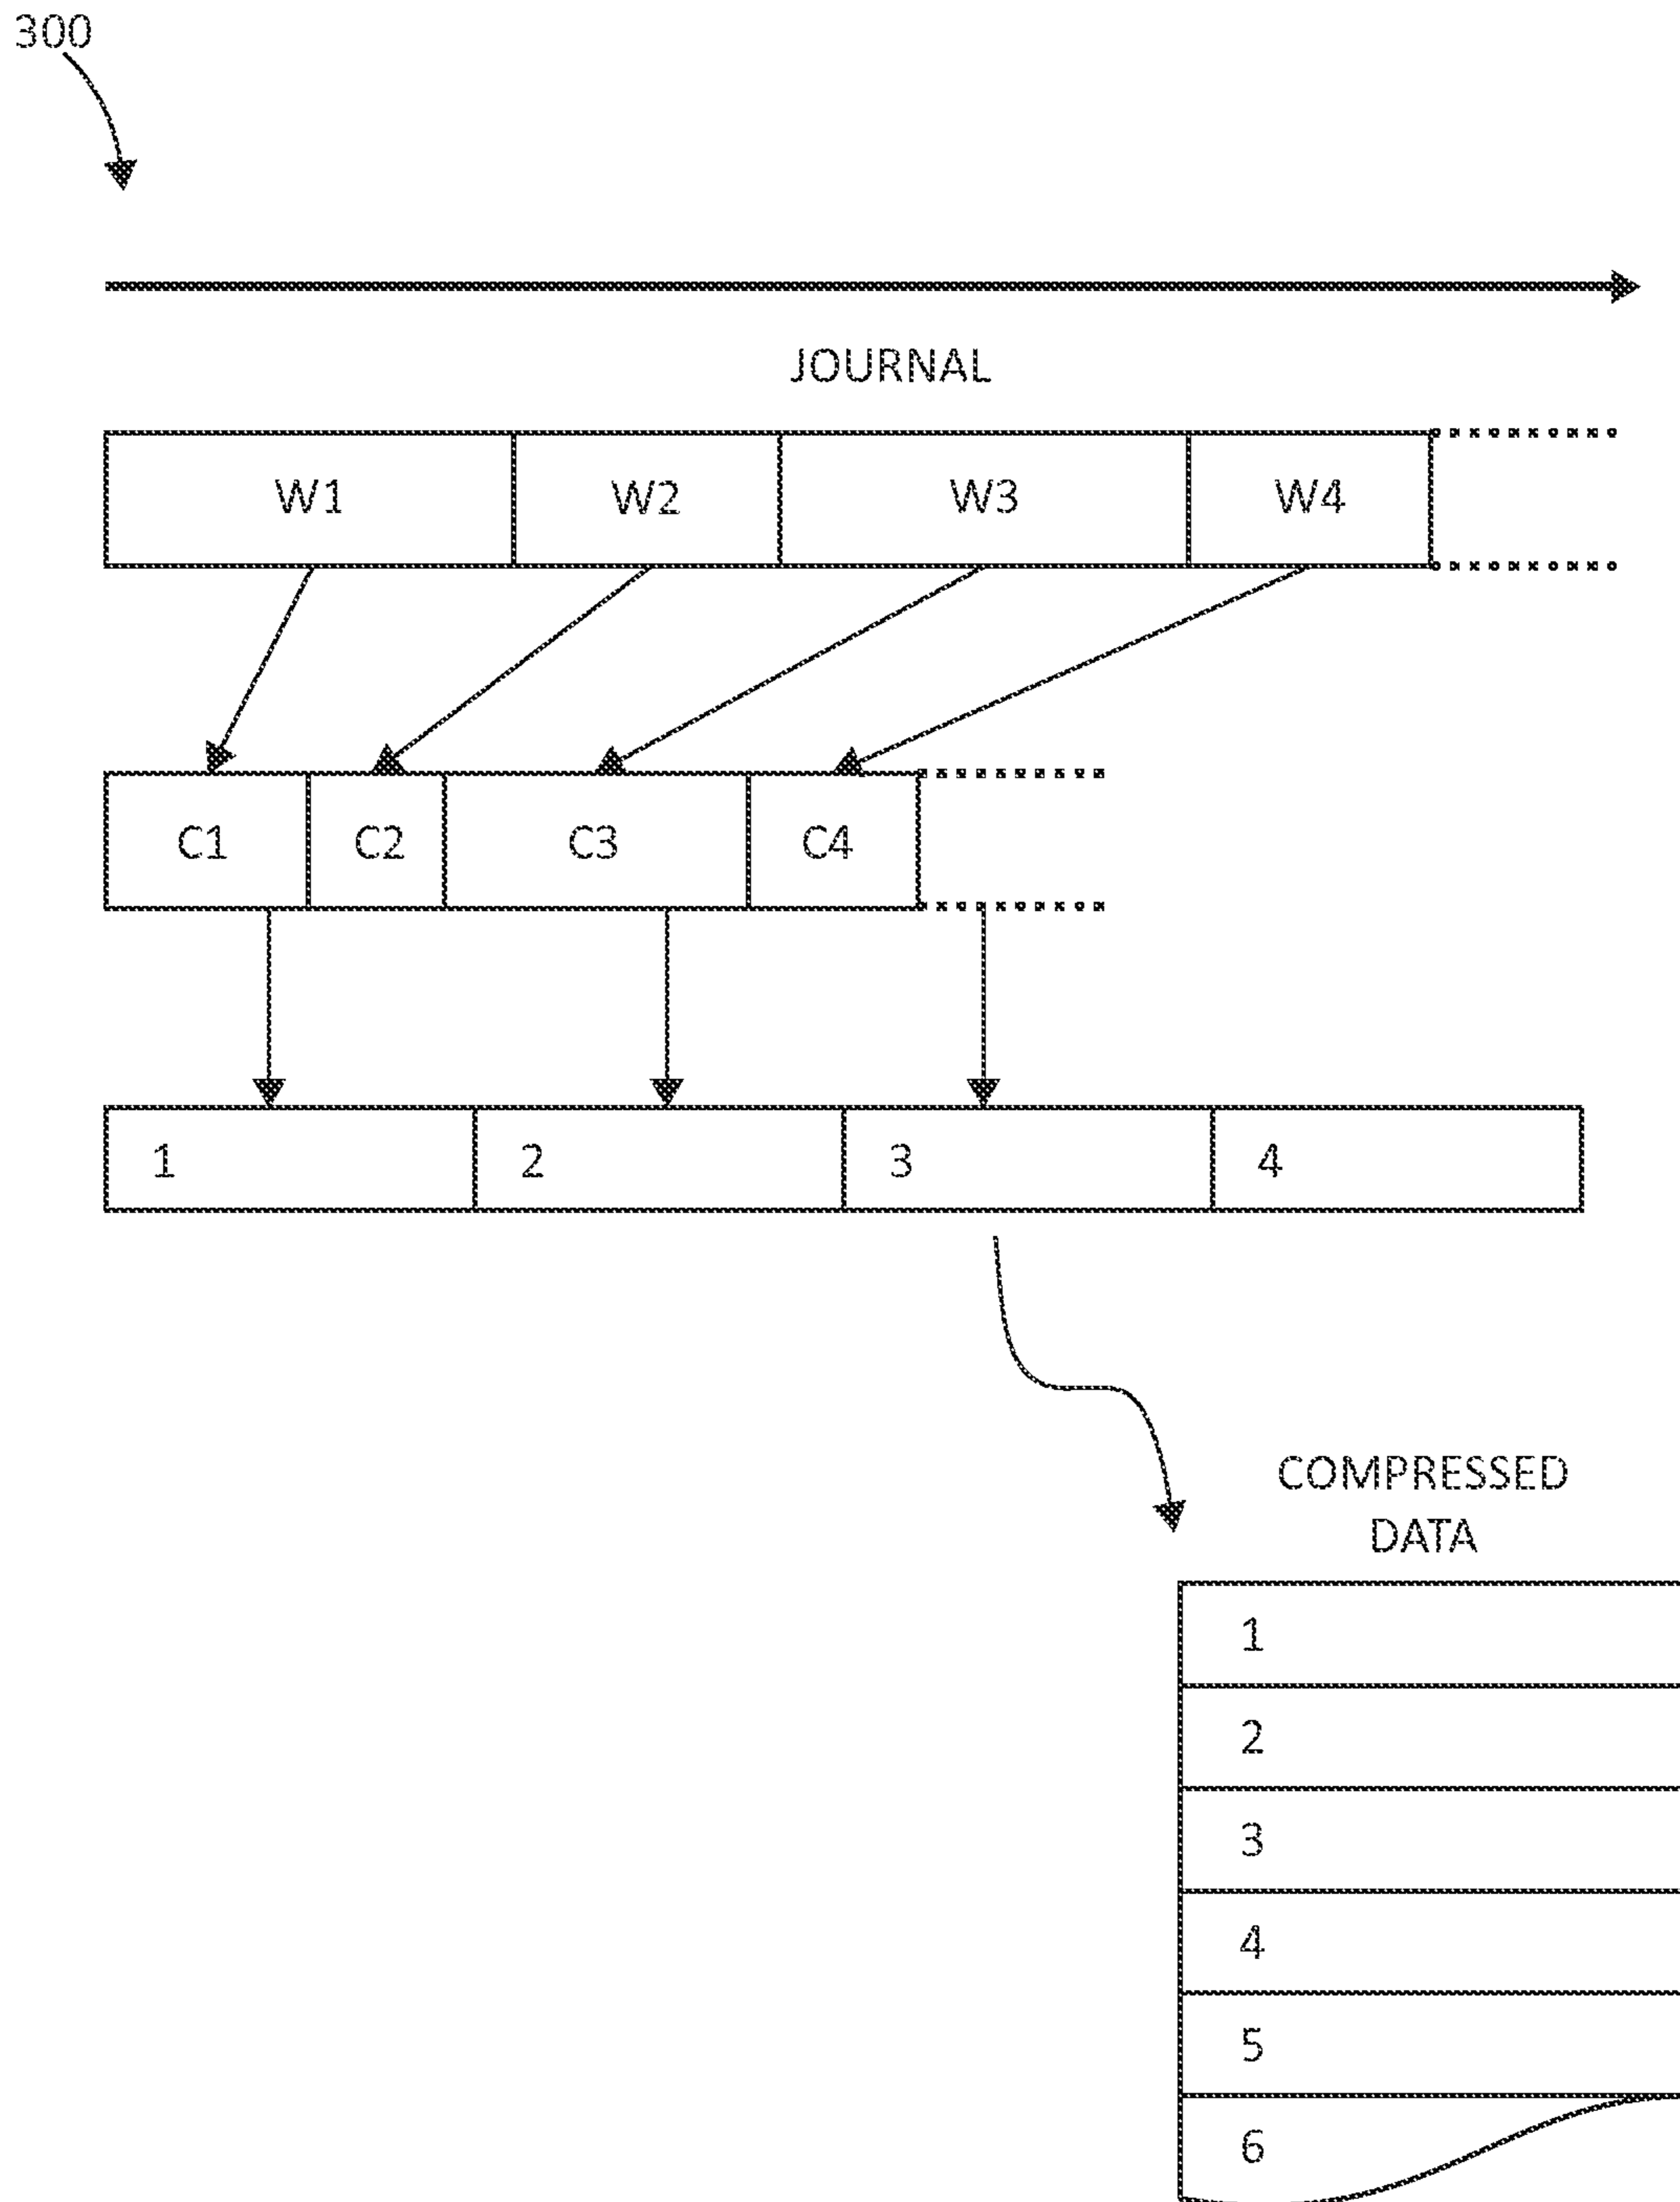 300
JOURNAL
W1 W2 W3 W4
C1 C2 C3 C4
1 2 3 4
COMPRESSED
DATA
1
2
3
4
5
6